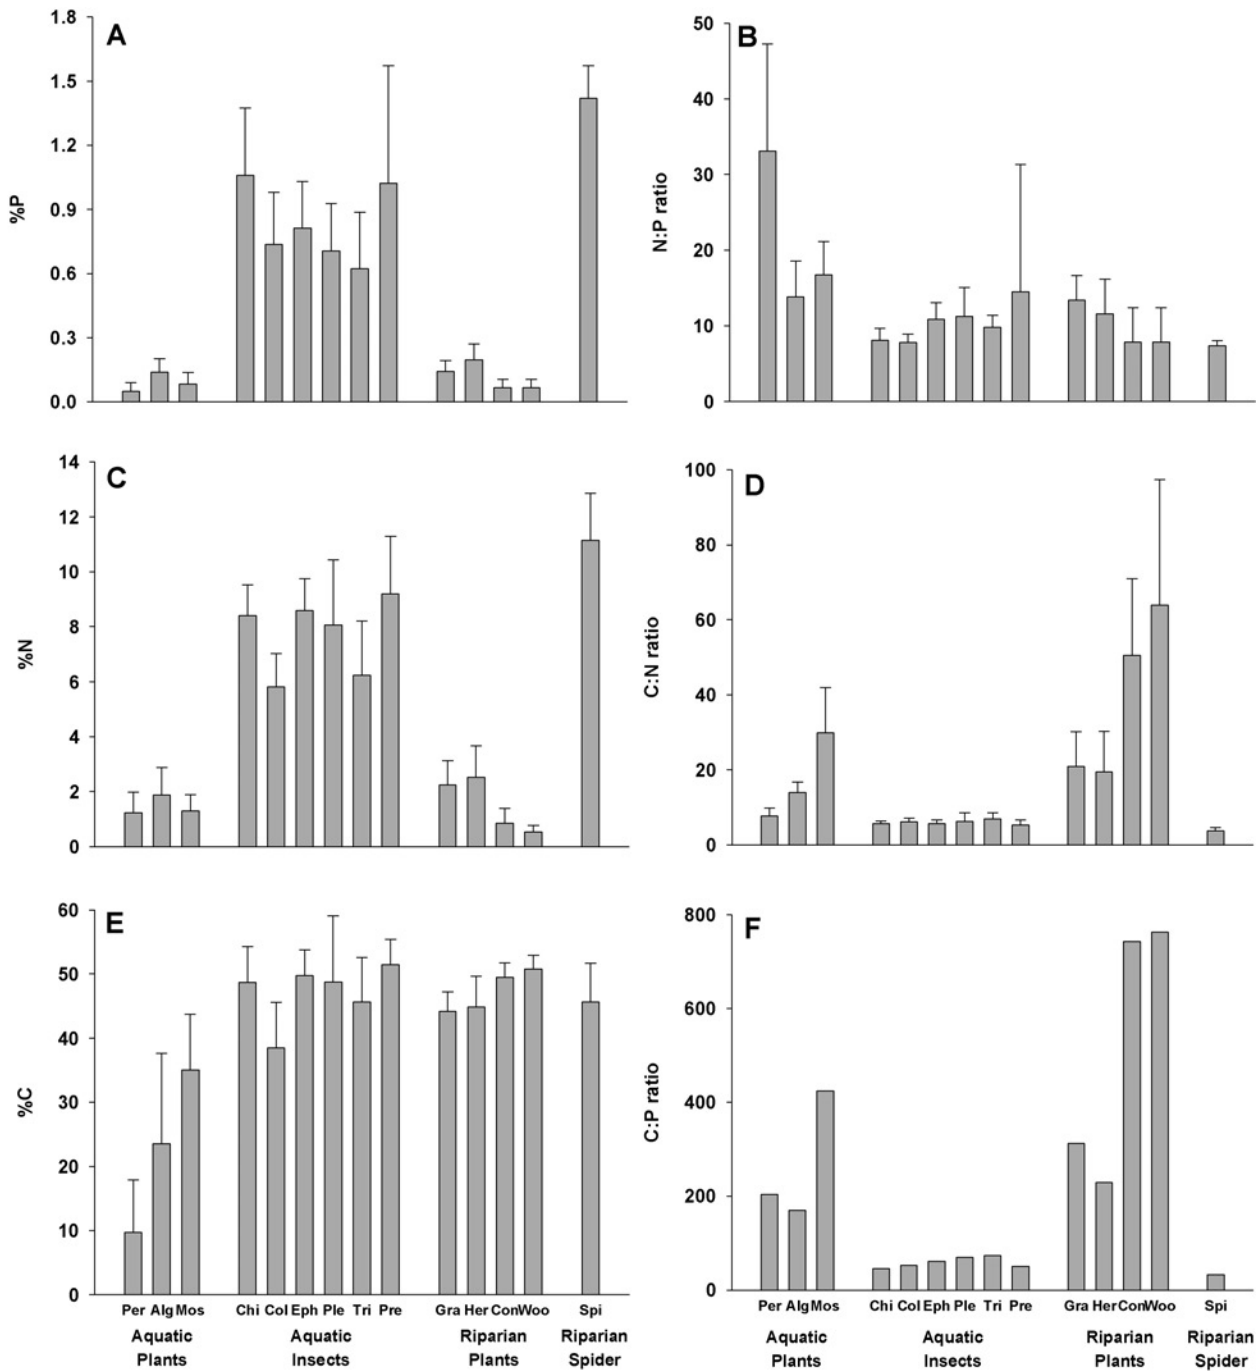 A
1.8
1.5
1.2
0.9
0.6
0.3
0.0
%P
B
50
40
30
20
10
0
N:P ratio
C
14
12
10
8
6
4
2
0
%N
D
100
80
60
40
20
0
C:N ratio
E
60
50
40
30
20
10
0
%C
Per Alg Mos Chi Col Eph Ple Tri Pre Gra Her Con Woo Spi
Aquatic Aquatic Riparian Riparian
Plants Insects Plants Spider
F
800
600
400
200
0
C:P ratio
Per Alg Mos Chi Col Eph Ple Tri Pre Gra Her Con Woo Spi
Aquatic Aquatic Riparian Riparian
Plants Insects Plants Spider